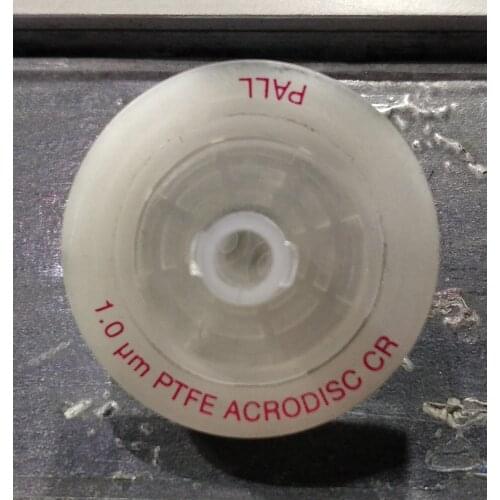 PALL
1.0 µm PTFE ACRODISC CR